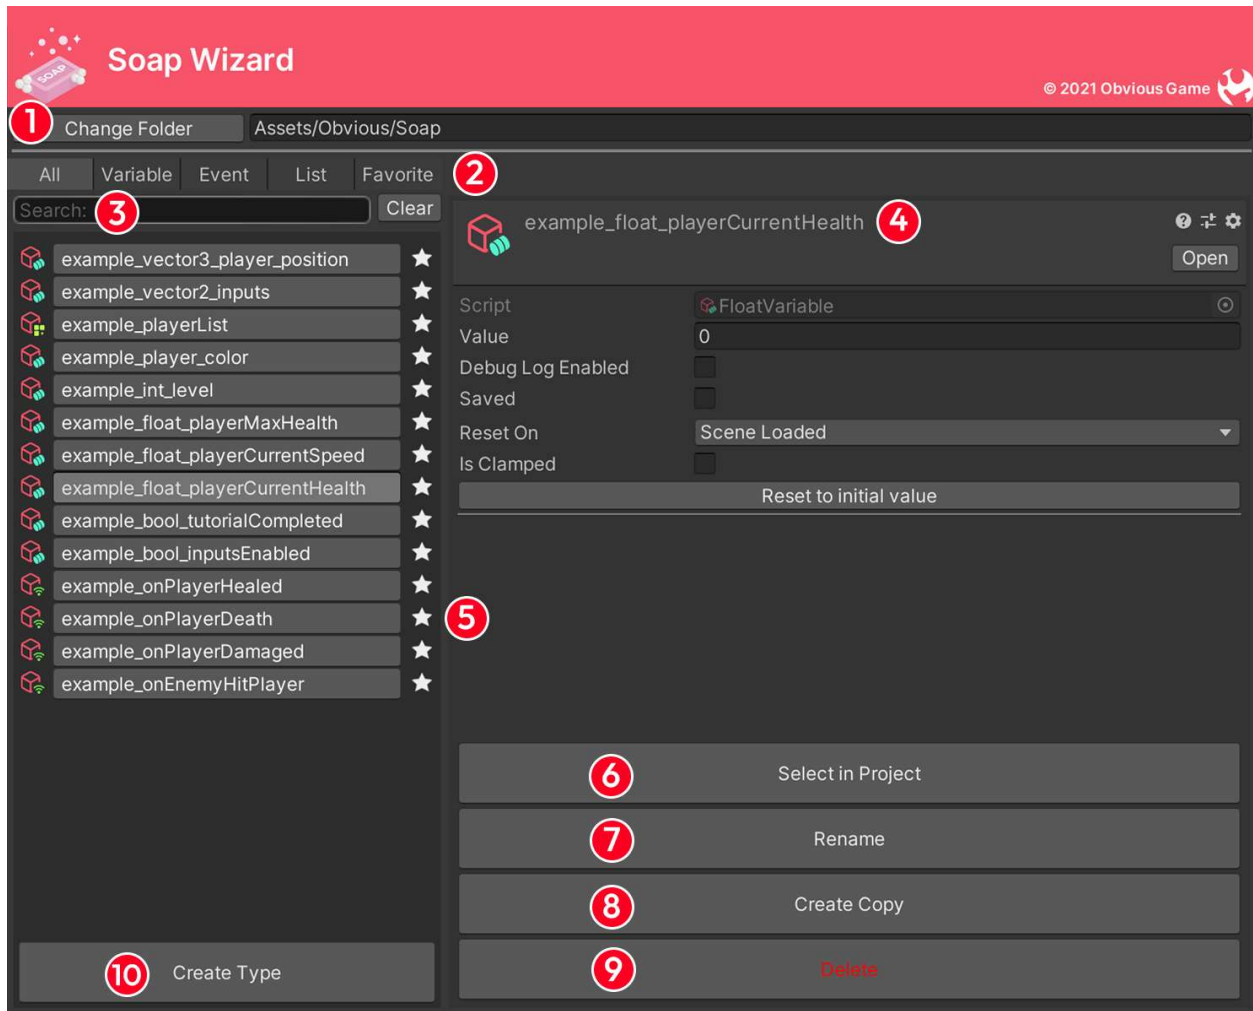 SOAP
Soap Wizard
© 2021 Obvious Game
1 Change Folder Assets/Obvious/Soap
All Variable Event List Favorite 2
Search: 3 Clear
example_vector3_player_position
example_vector2_inputs
example_playerList
example_player_color
example_int_level
example_float_playerMaxHealth
example_float_playerCurrentSpeed
example_float_playerCurrentHealth
example_bool_tutorialCompleted
example_bool_inputsEnabled
example_onPlayerHealed
example_onPlayerDeath 5
example_onPlayerDamaged
example_onEnemyHitPlayer
10 Create Type
example_float_playerCurrentHealth 4
Open
Script FloatVariable
Value 0
Debug Log Enabled
Saved
Reset On Scene Loaded
Is Clamped
Reset to initial value
6 Select in Project
7 Rename
8 Create Copy
9 Delete